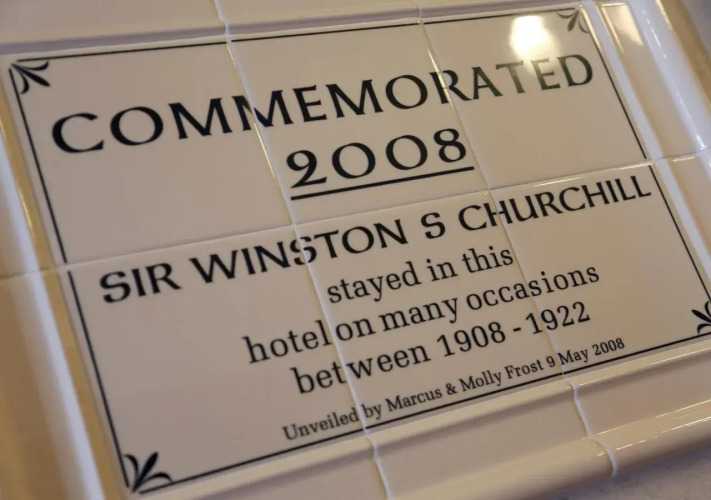 COMMEMORATED
2008
SIR WINSTON S CHURCHILL
stayed in this
hotel on many occasions
between 1908 - 1922
Unveiled by Marcus & Molly Frost 9 May 2008